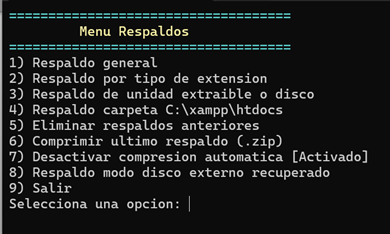 ===================================
Menu Respaldos
===================================
1) Respaldo general
2) Respaldo por tipo de extension
3) Respaldo de unidad extraible o disco
4) Respaldo carpeta C:\xampp\htdocs
5) Eliminar respaldos anteriores
6) Comprimir ultimo respaldo (.zip)
7) Desactivar compresion automatica [Activado]
8) Respaldo modo disco externo recuperado
9) Salir
Selecciona una opcion: